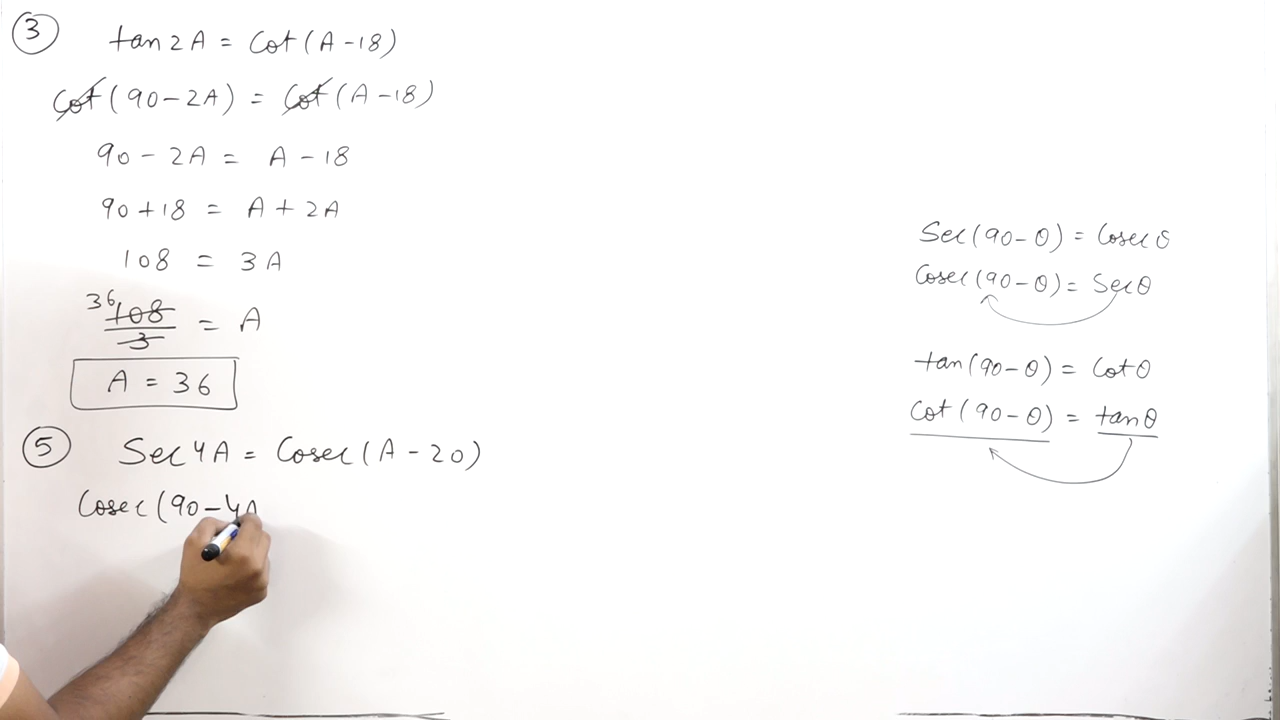 ③ tan 2A = Cot(A - 18)
Cot(90 - 2A) = Cot(A - 18)
90 - 2A = A - 18
90 + 18 = A + 2A
108 = 3A
36
108/3 = A
A = 36
⑤ Sec 4A = Cosec(A - 20)
Cosec(90 - 4A
Sec(90 - θ) = Cosec θ
Cosec(90 - θ) = Sec θ
tan(90 - θ) = Cot θ
Cot(90 - θ) = tan θ